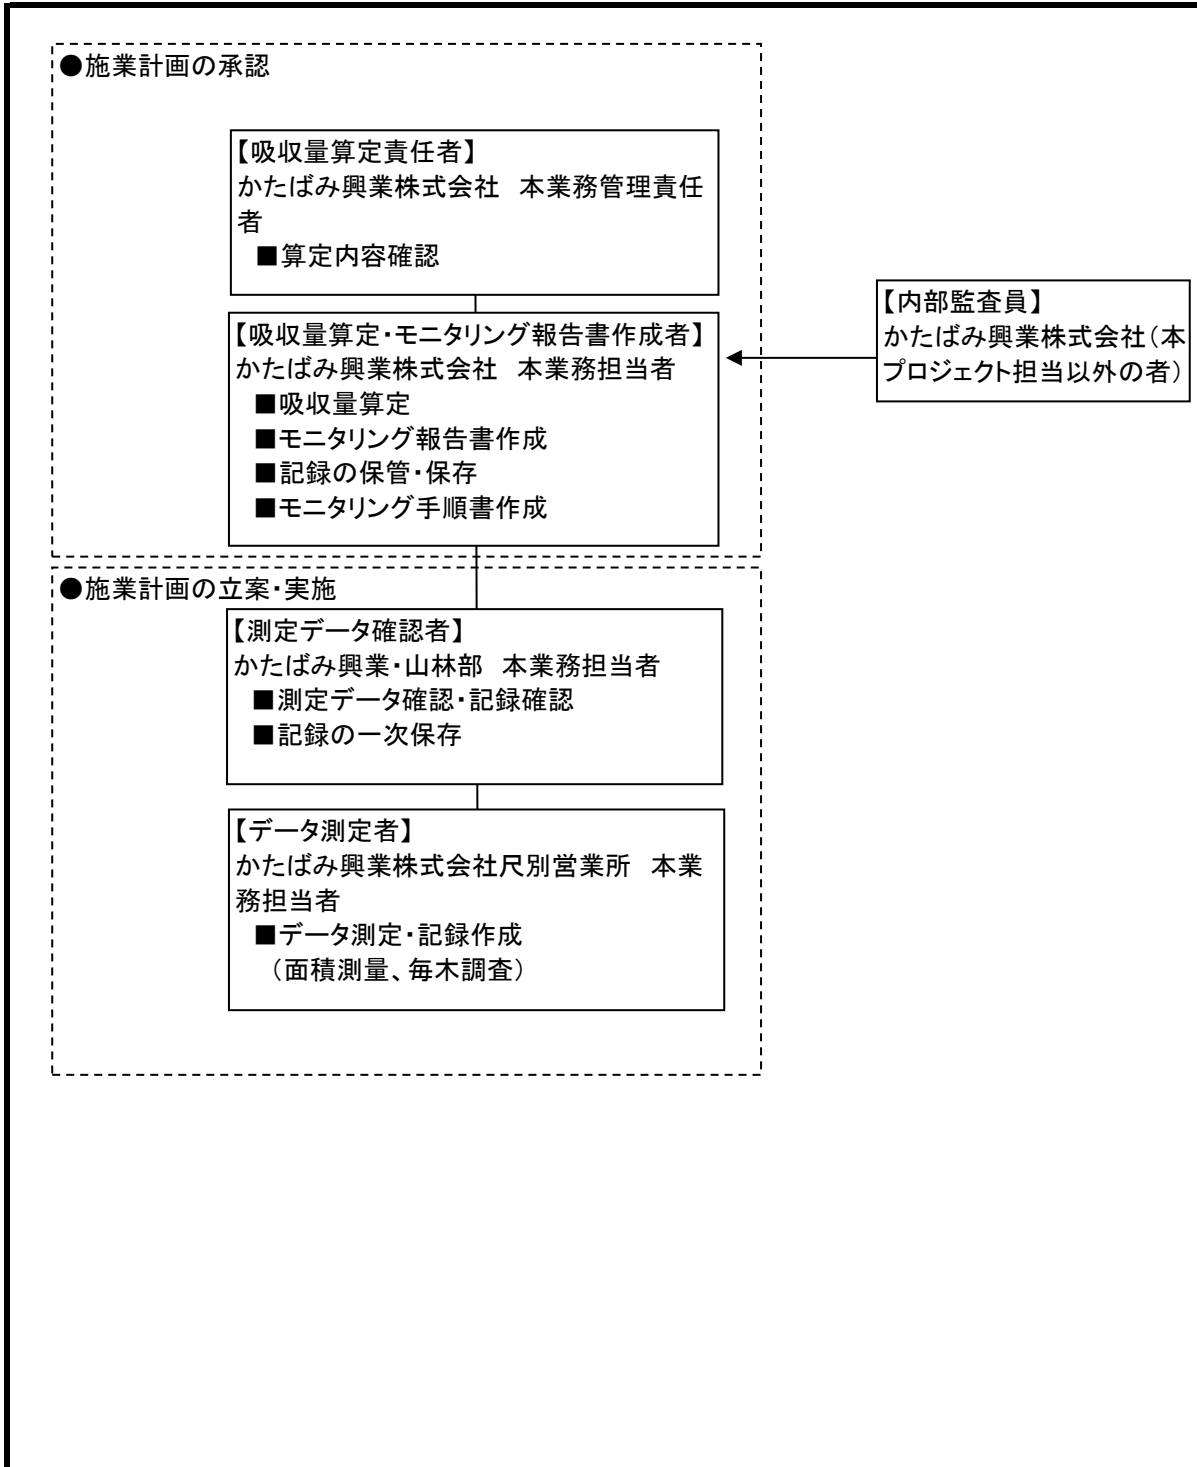 ●施業計画の承認
【吸収量算定責任者】
かたばみ興業株式会社　本業務管理責任
者
■算定内容確認
【吸収量算定・モニタリング報告書作成者】
かたばみ興業株式会社　本業務担当者
■吸収量算定
■モニタリング報告書作成
■記録の保管・保存
■モニタリング手順書作成
【内部監査員】
かたばみ興業株式会社（本
プロジェクト担当以外の者）
●施業計画の立案・実施
【測定データ確認者】
かたばみ興業・山林部　本業務担当者
■測定データ確認・記録確認
■記録の一次保存
【データ測定者】
かたばみ興業株式会社尺別営業所　本業
務担当者
■データ測定・記録作成
（面積測量、毎木調査）